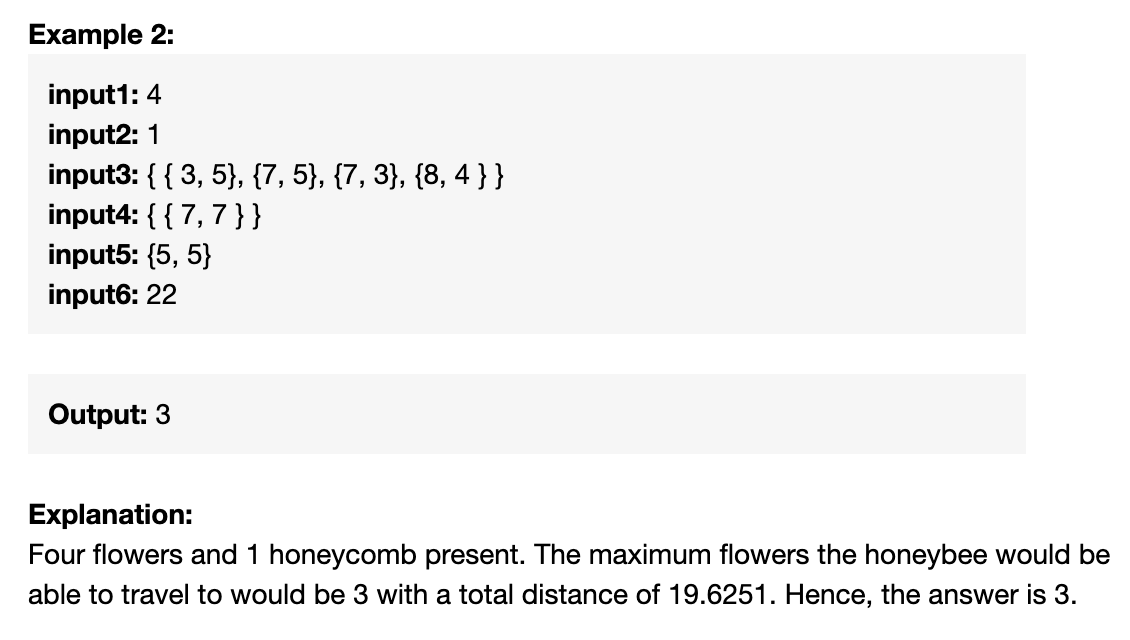 Example 2:
input1: 4
input2: 1
input3: { { 3, 5}, {7, 5}, {7, 3}, {8, 4 } }
input4: { { 7, 7 } }
input5: {5, 5}
input6: 22
Output: 3
Explanation:
Four flowers and 1 honeycomb present. The maximum flowers the honeybee would be
able to travel to would be 3 with a total distance of 19.6251. Hence, the answer is 3.